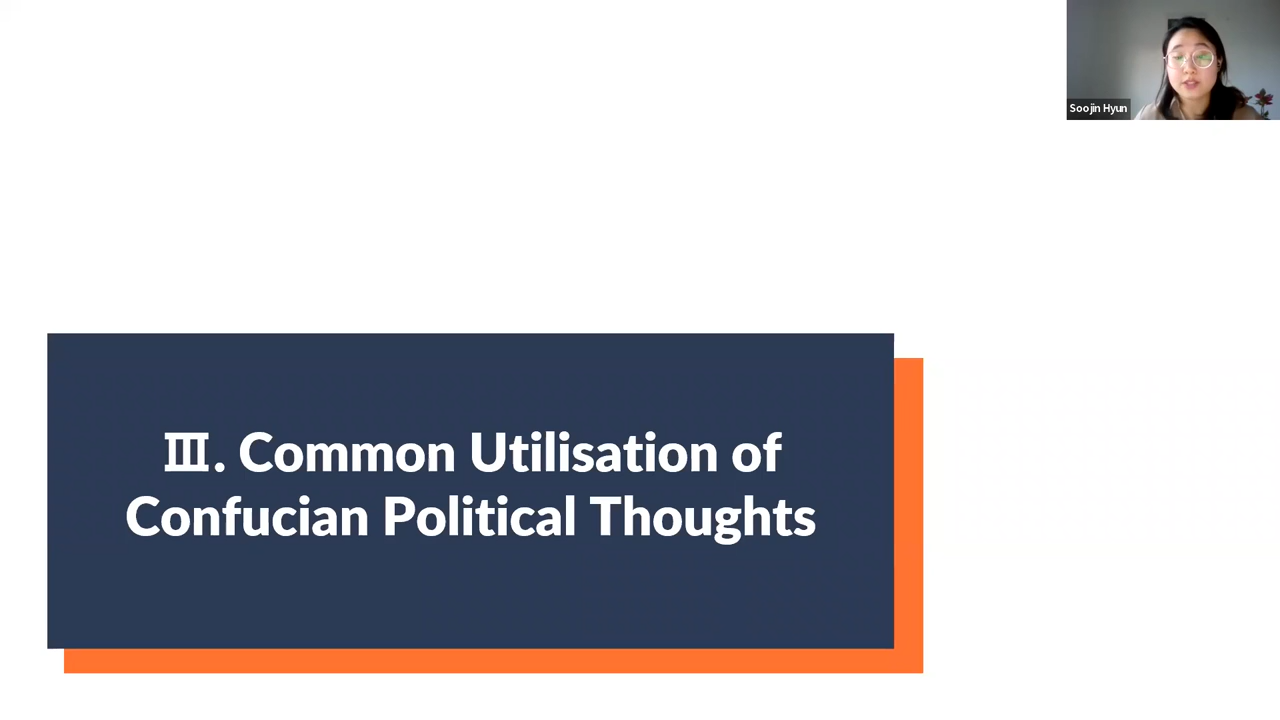 Soojin Hyun
Ⅲ. Common Utilisation of
Confucian Political Thoughts